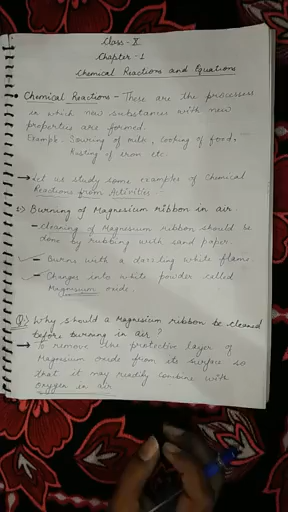 Class - X
Chapter - 1
Chemical Reactions and Equations
• Chemical Reactions - These are the processes
in which new substances with new
properties are formed.
Example - Souring of milk, cooking of food,
Rusting of iron etc.
→ Let us study some examples of Chemical
Reactions from Activities
1) Burning of Magnesium ribbon in air.
- cleaning of Magnesium ribbon should be
done by rubbing with sand paper.
- Burns with a dazzling white flame.
- Changes into white powder called
Magnesium oxide.
Q:) Why should a Magnesium ribbon be cleaned
before burning in air?
→ To remove the protective layer of
Magnesium oxide from its surface so
that it may readily combine with
oxygen in air